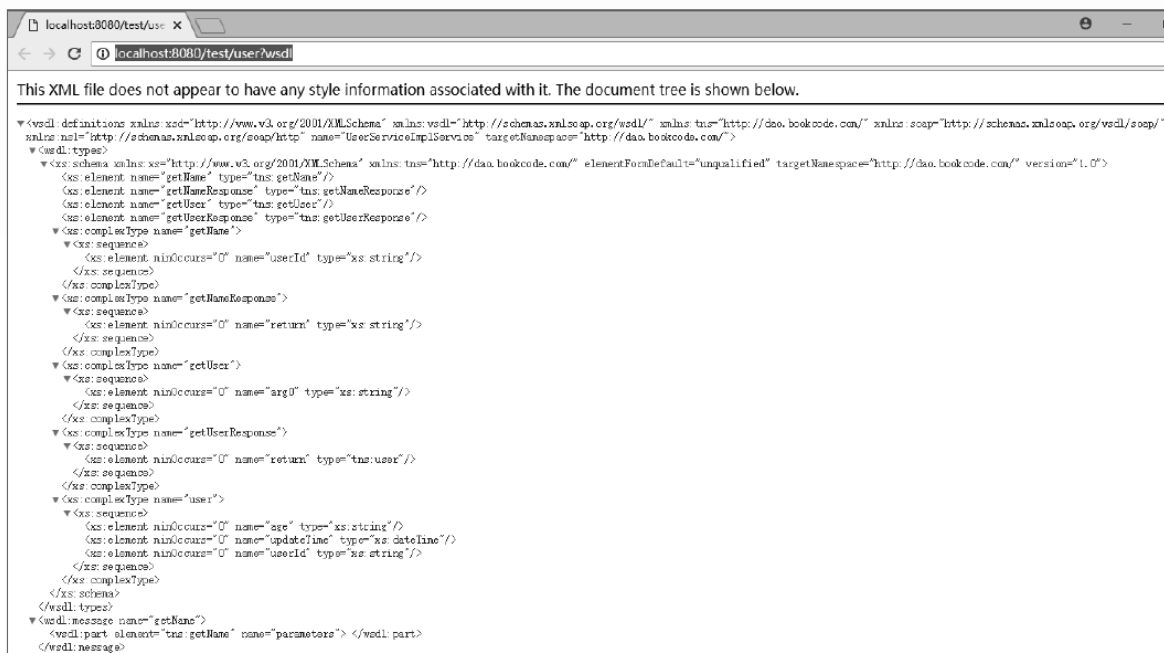 localhost:8080/test/use
localhost:8080/test/user?wsdl
This XML file does not appear to have any style information associated with it. The document tree is shown below.
▼<wsdl:definitions xmlns:xsd="http://www.w3.org/2001/XMLSchema" xmlns:wsdl="http://schemas.xmlsoap.org/wsdl/" xmlns:tns="http://dao.bookcode.com/" xmlns:soap="http://schemas.xmlsoap.org/wsdl/soap/"
xmlns:ns1="http://schemas.xmlsoap.org/soap/http" name="UserServiceImplService" targetNamespace="http://dao.bookcode.com/">
▼<wsdl:types>
▼<xs:schema xmlns:xs="http://www.w3.org/2001/XMLSchema" xmlns:tns="http://dao.bookcode.com/" elementFormDefault="unqualified" targetNamespace="http://dao.bookcode.com/" version="1.0">
<xs:element name="getName" type="tns:getName"/>
<xs:element name="getNameResponse" type="tns:getNameResponse"/>
<xs:element name="getUser" type="tns:getUser"/>
<xs:element name="getUserResponse" type="tns:getUserResponse"/>
▼<xs:complexType name="getName">
▼<xs:sequence>
<xs:element minOccurs="0" name="userId" type="xs:string"/>
</xs:sequence>
</xs:complexType>
▼<xs:complexType name="getNameResponse">
▼<xs:sequence>
<xs:element minOccurs="0" name="return" type="xs:string"/>
</xs:sequence>
</xs:complexType>
▼<xs:complexType name="getUser">
▼<xs:sequence>
<xs:element minOccurs="0" name="arg0" type="xs:string"/>
</xs:sequence>
</xs:complexType>
▼<xs:complexType name="getUserResponse">
▼<xs:sequence>
<xs:element minOccurs="0" name="return" type="tns:user"/>
</xs:sequence>
</xs:complexType>
▼<xs:complexType name="user">
▼<xs:sequence>
<xs:element minOccurs="0" name="age" type="xs:string"/>
<xs:element minOccurs="0" name="updateTime" type="xs:dateTime"/>
<xs:element minOccurs="0" name="userId" type="xs:string"/>
</xs:sequence>
</xs:complexType>
</xs:schema>
</wsdl:types>
▼<wsdl:message name="getName">
<wsdl:part element="tns:getName" name="parameters"> </wsdl:part>
</wsdl:message>